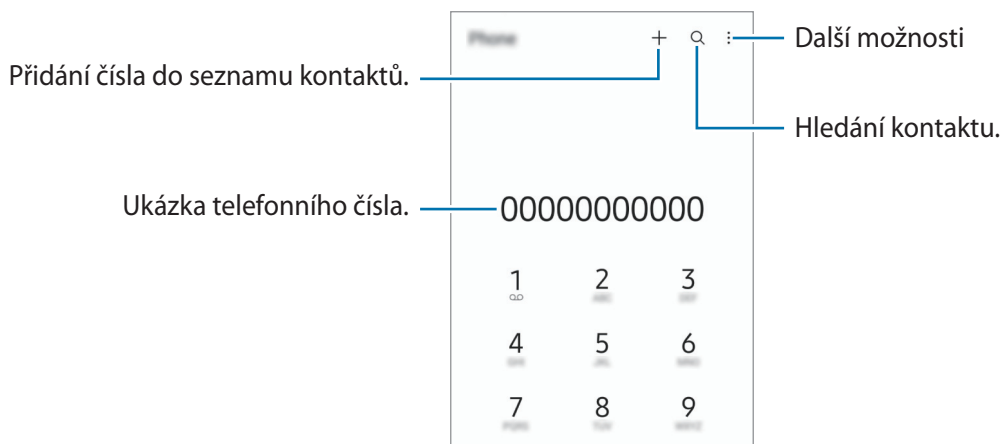 Phone
Další možnosti
Přidání čísla do seznamu kontaktů.
Hledání kontaktu.
Ukázka telefonního čísla.
00000000000
1 2 3
ABC DEF
4 5 6
GHI JKL MNO
7 8 9
PQRS TUV WXYZ